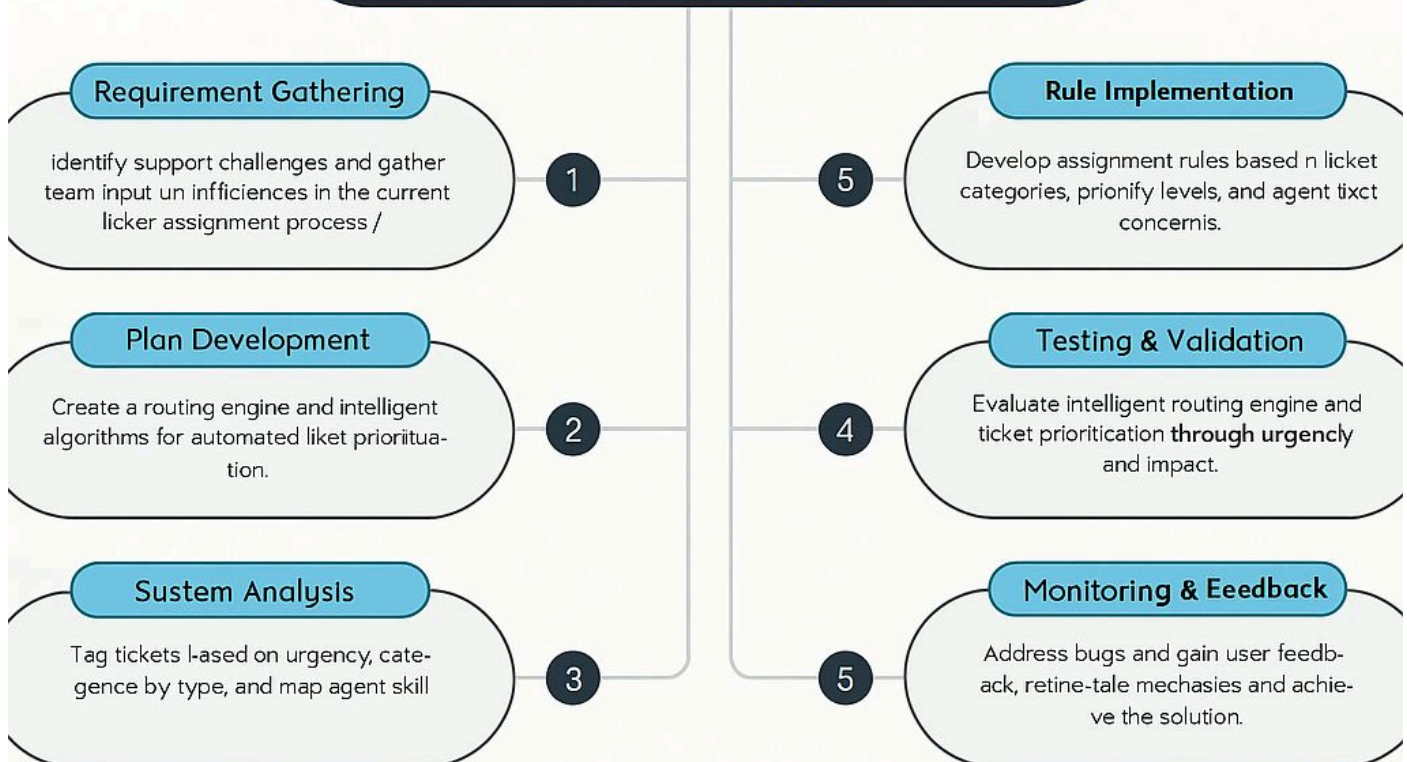 Requirement Gathering
identify support challenges and gather
team input un infficiences in the current
licker assignment process /
1
Plan Development
Create a routing engine and intelligent
algorithms for automated liket prioriitua-
tion.
2
Sustem Analysis
Tag tickets l-ased on urgency, cate-
gence by type, and map agent skill
3
Rule Implementation
Develop assignment rules based n licket
categories, prionify levels, and agent tixct
concernis.
5
Testing & Validation
Evaluate intelligent routing engine and
ticket prioritication through urgencly
and impact.
4
Monitoring & Eeedback
Address bugs and gain user feedb-
ack, retine-tale mechasies and achie-
ve the solution.
5